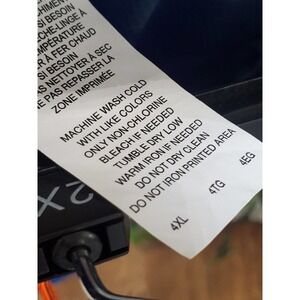 SI BESOIN
TEMPÉRATURE
À FER CHAUD
SI BESOIN
PAS NETTOYER À SEC
NE PAS REPASSER LA
ZONE IMPRIMÉE
MACHINE WASH COLD
WITH LIKE COLORS
ONLY NON-CHLORINE
BLEACH IF NEEDED
TUMBLE DRY LOW
WARM IRON IF NEEDED
DO NOT DRY CLEAN
DO NOT IRON PRINTED AREA
4XL 4TG 4EG
2X